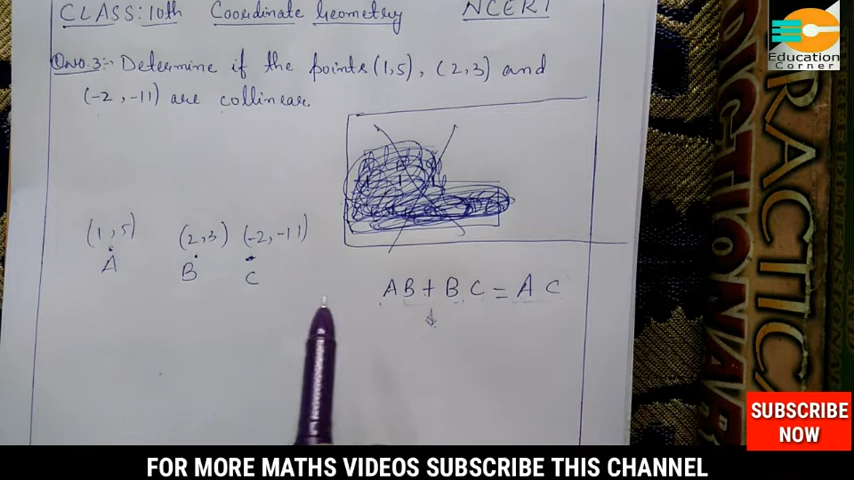 CLASS: 10th Coordinate Geometry NCERT
Education
Corner
QNO.3:- Determine if the points (1,5), (2,3) and
(-2,-11) are collinear.
(1,5) (2,3) (-2,-11)
A B C
AB+BC=AC
SUBSCRIBE
NOW
FOR MORE MATHS VIDEOS SUBSCRIBE THIS CHANNEL